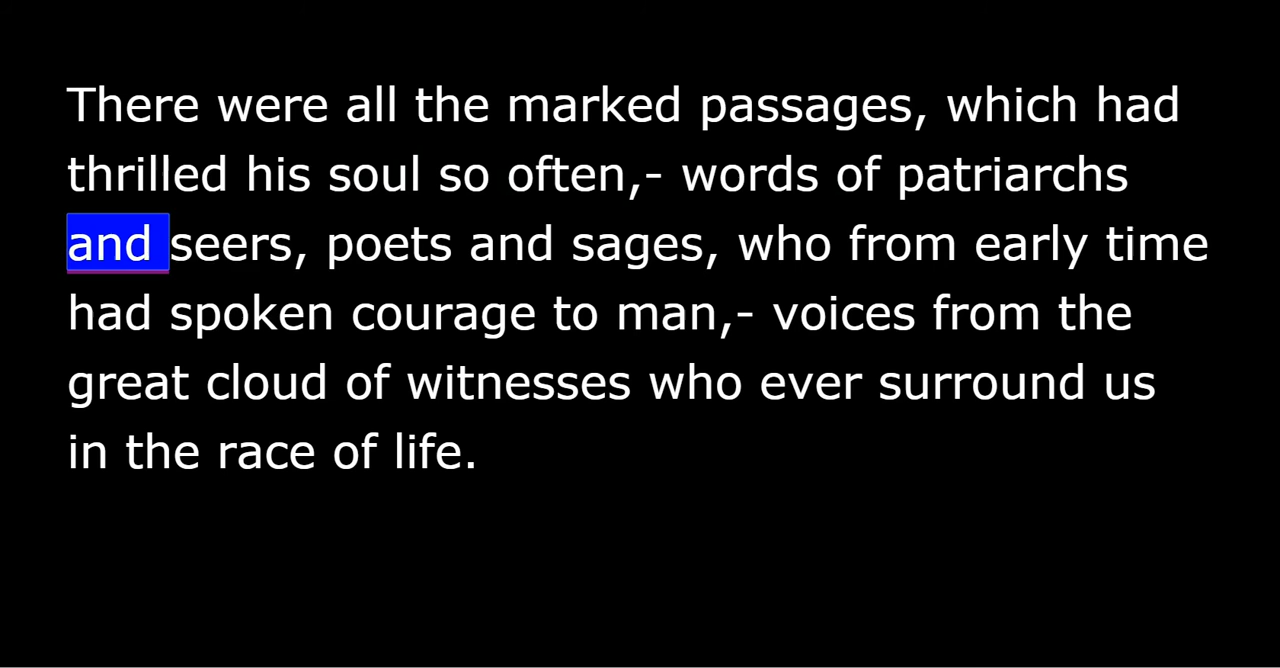 There were all the marked passages, which had
thrilled his soul so often,- words of patriarchs
and seers, poets and sages, who from early time
had spoken courage to man,- voices from the
great cloud of witnesses who ever surround us
in the race of life.